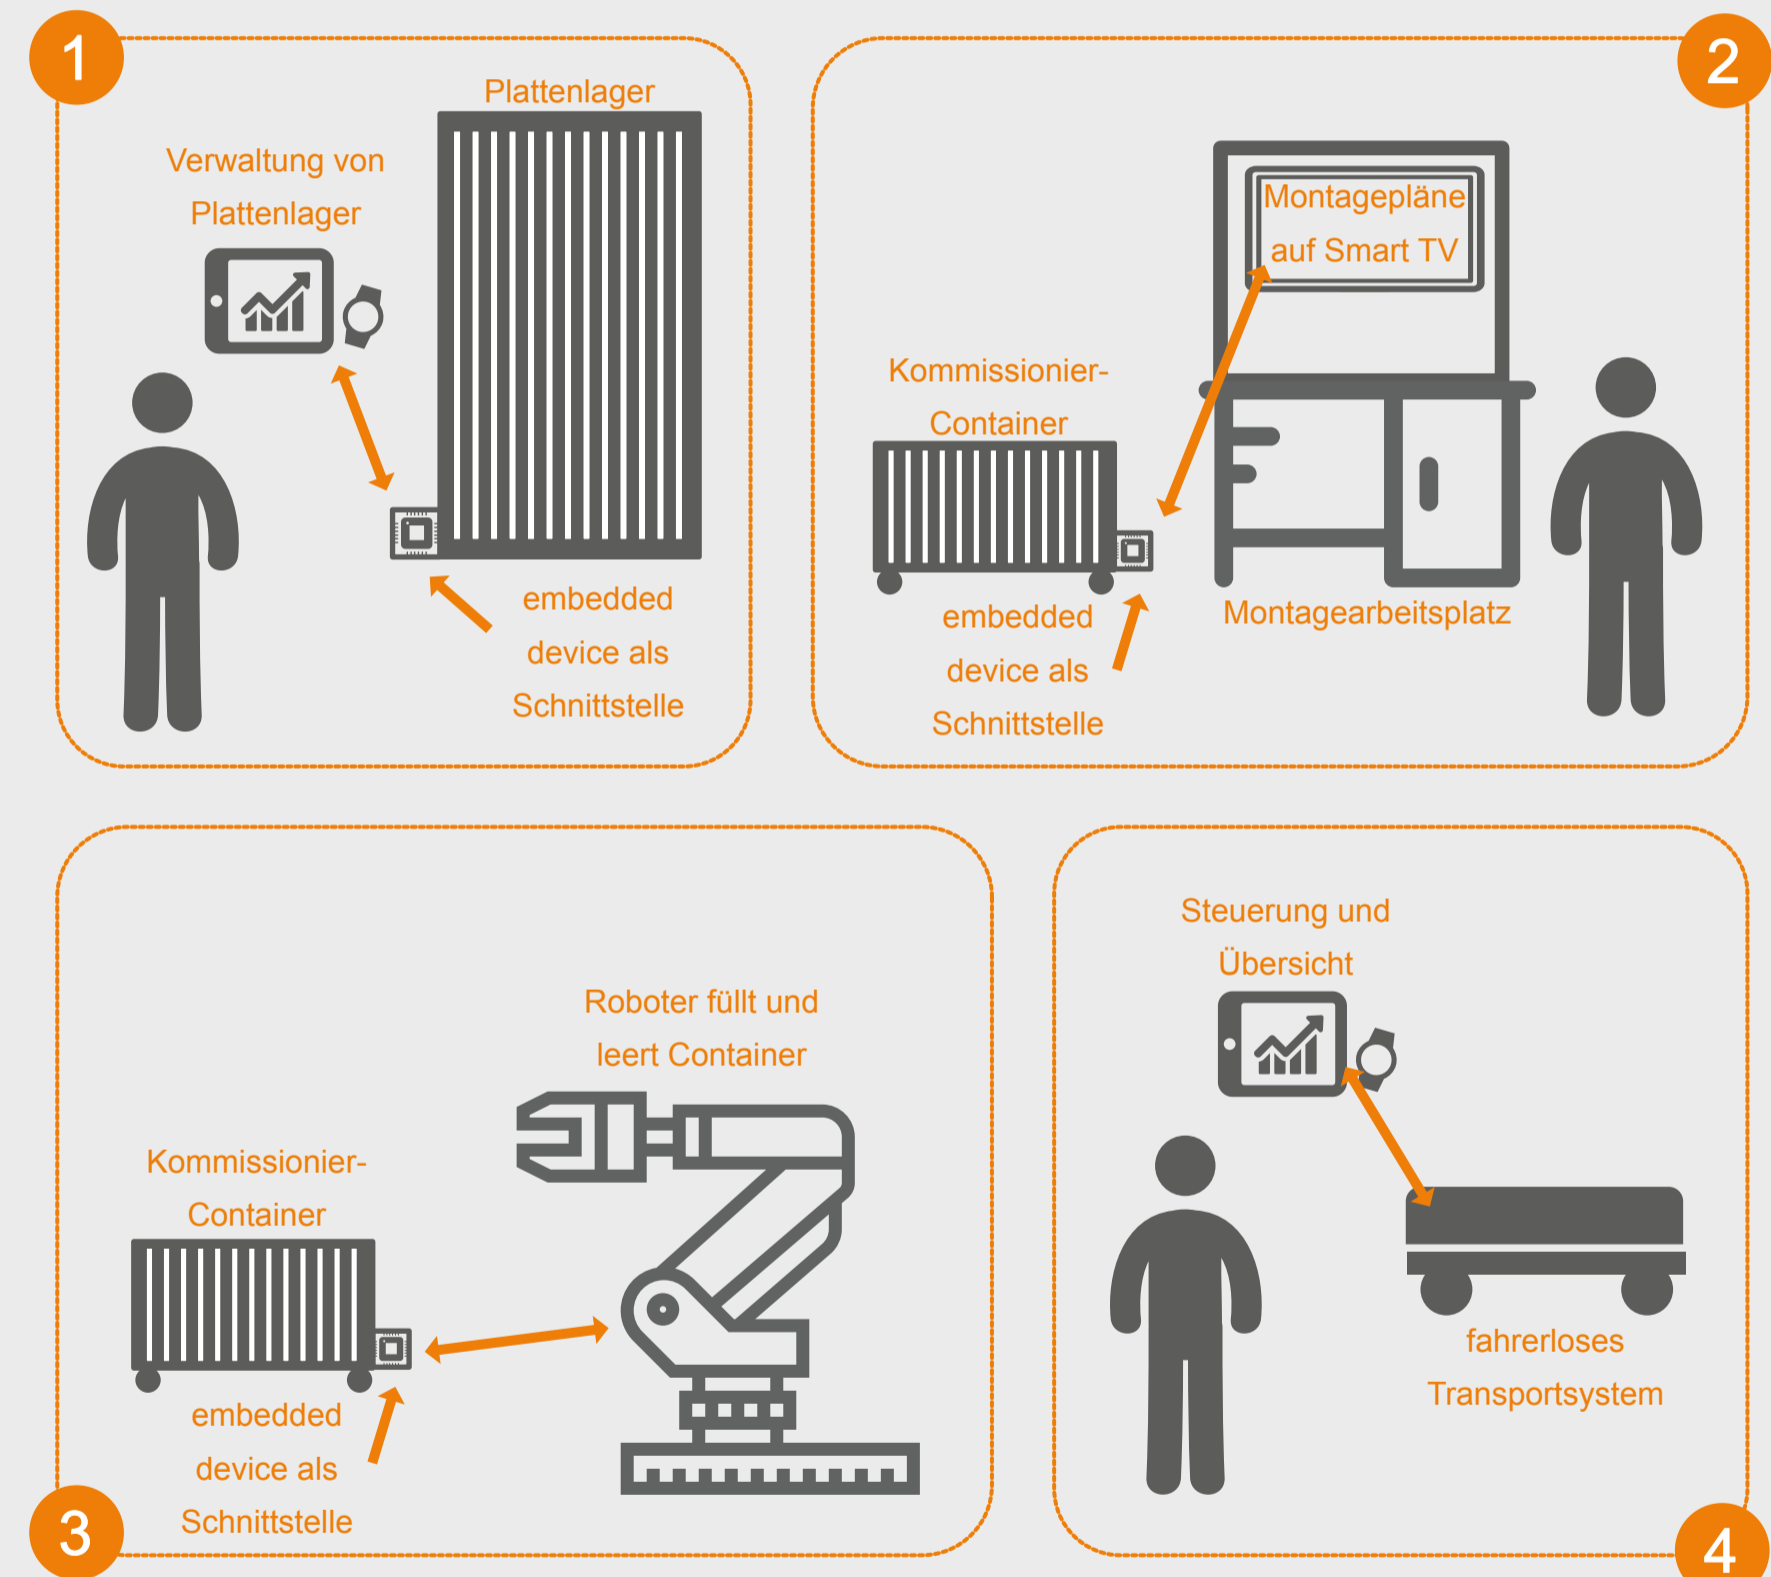 1
Plattenlager
Verwaltung von
Plattenlager
embedded
device als
Schnittstelle
2
Montagepläne
auf Smart TV
Kommissionier-
Container
embedded
device als
Schnittstelle
Montagearbeitsplatz
3
Roboter füllt und
leert Container
Kommissionier-
Container
embedded
device als
Schnittstelle
4
Steuerung und
Übersicht
fahrerloses
Transportsystem